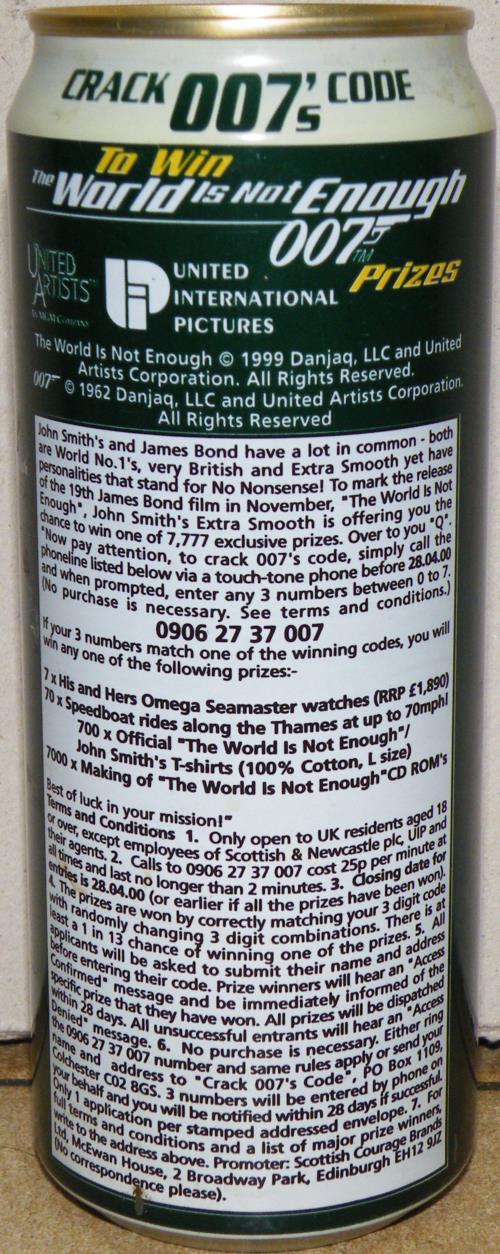 CRACK 007's CODE
To Win
The World Is Not Enough
007 TM
Prizes
UNITED
ARTISTS
An MGM Company
UNITED
INTERNATIONAL
PICTURES
The World Is Not Enough © 1999 Danjaq, LLC and United
Artists Corporation. All Rights Reserved.
007 © 1962 Danjaq, LLC and United Artists Corporation.
All Rights Reserved
John Smith's and James Bond have a lot in common - both
are World No.1's, very British and Extra Smooth yet have
personalities that stand for No Nonsense! To mark the release
of the 19th James Bond film in November, "The World Is Not
Enough", John Smith's Extra Smooth is offering you the
chance to win one of 7,777 exclusive prizes. Over to you "Q".
"Now pay attention, to crack 007's code, simply call the
phoneline listed below via a touch-tone phone before 28.04.00
and when prompted, enter any 3 numbers between 0 to 7.
(No purchase is necessary. See terms and conditions.)
0906 27 37 007
If your 3 numbers match one of the winning codes, you will
win any one of the following prizes:-
7 x His and Hers Omega Seamaster watches (RRP £1,890)
70 x Speedboat rides along the Thames at up to 70mph!
700 x Official "The World Is Not Enough"/
John Smith's T-shirts (100% Cotton, L size)
7000 x Making of "The World Is Not Enough"CD ROM's
Best of luck in your mission!"
Terms and Conditions 1. Only open to UK residents aged 18
or over, except employees of Scottish & Newcastle plc, UIP and
their agents. 2. Calls to 0906 27 37 007 cost 25p per minute at
all times and last no longer than 2 minutes. 3. Closing date for
entries is 28.04.00 (or earlier if all the prizes have been won).
4. The prizes are won by correctly matching your 3 digit code
with randomly changing 3 digit combinations. There is at
least a 1 in 13 chance of winning one of the prizes. 5. All
applicants will be asked to submit their name and address
before entering their code. Prize winners will hear an "Access
Confirmed" message and be immediately informed of the
specific prize that they have won. All prizes will be dispatched
within 28 days. All unsuccessful entrants will hear an "Access
Denied" message. 6. No purchase is necessary. Either ring
the 0906 27 37 007 number and same rules apply or send your
name and address to "Crack 007's Code", PO Box 1109,
Colchester C02 8GS. 3 numbers will be entered by phone on
your behalf and you will be notified within 28 days if successful.
Only 1 application per stamped addressed envelope. 7. For
full terms and conditions and a list of major prize winners,
write to the address above. Promoter: Scottish Courage Brands
Ltd. McEwan House, 2 Broadway Park, Edinburgh EH12 9JZ
(No correspondence please).